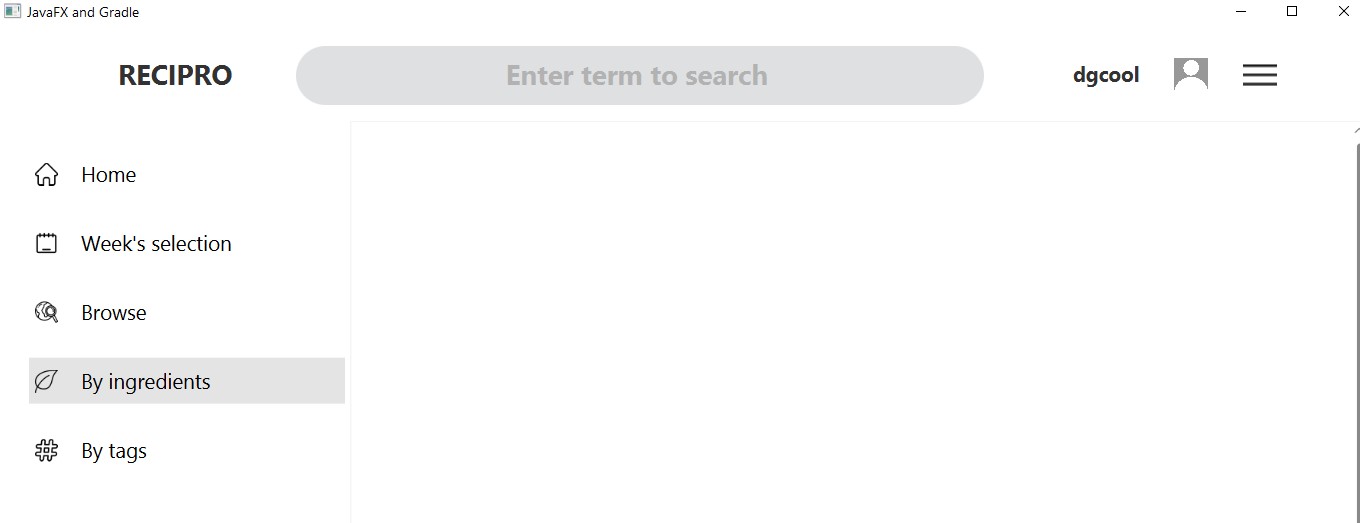 JavaFX and Gradle
RECIPRO
Enter term to search
dgcool
Home
Week's selection
Browse
By ingredients
By tags